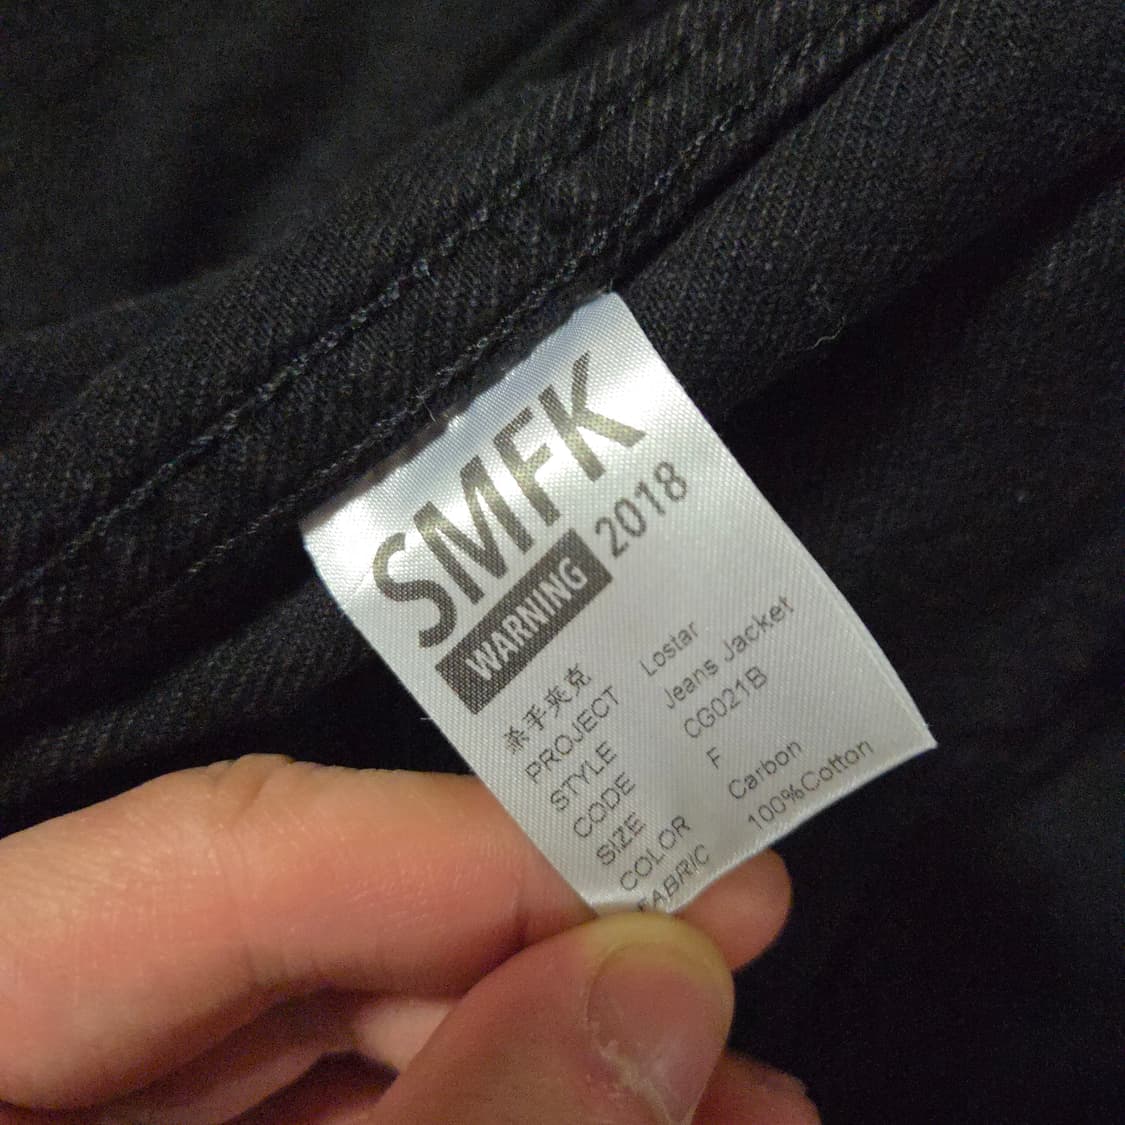 SMFK
WARNING 2018
杀手夹克
PROJECT Lostar
STYLE Jeans Jacket
CODE CG021B
SIZE F
COLOR Carbon
FABRIC 100%Cotton